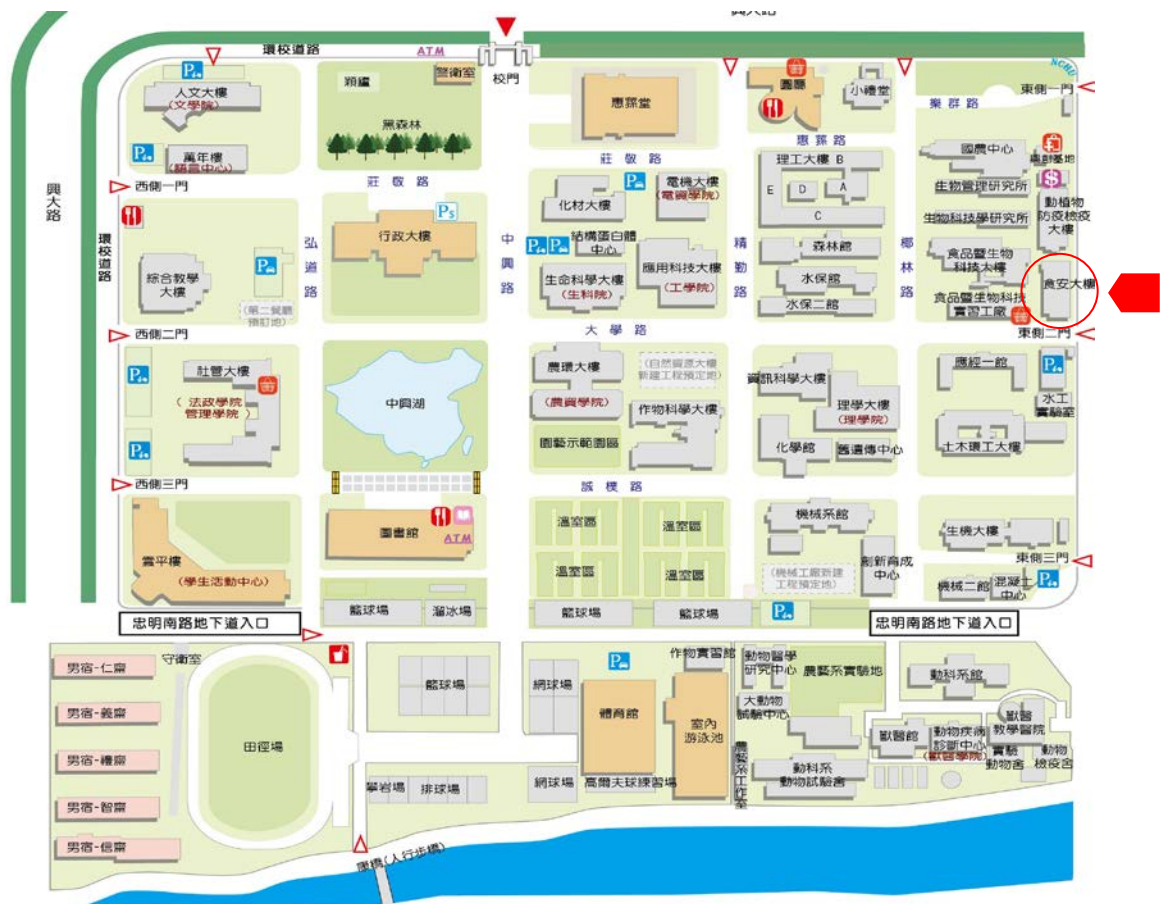 興大路
環校道路
ATM
校門
NCHU
東側一門
人文大樓
(文學院)
穎廬
警衛室
黑森林
惠蓀堂
圓廳
小禮堂
樂群路
惠蓀路
萬年樓
(語言中心)
莊敬路
西側一門
莊敬路
理工大樓 B
E
D
A
C
國農中心
生物管理研究所
興大路
環校道路
弘道路
Ps
行政大樓
中興路
化材大樓
電機大樓
(電資學院)
精勤路
椰林路
動植物
防疫檢疫
大樓
生物科技學研究所
結構蛋白體
中心
應用科技大樓
(工學院)
生命科學大樓
(生科院)
森林館
水保館
水保二館
食品暨生物
科技大樓
食品暨生物科技
實習工廠
食安大樓
綜合教學
大樓
(第二餐廳
預訂地)
西側二門
大學路
東側二門
社管大樓
(法政學院
管理學院)
中興湖
農環大樓
(農資學院)
(自然資源大樓
新建工程預定地)
作物科學大樓
園藝示範園區
資訊科學大樓
理學大樓
(理學院)
化學館
舊遺傳中心
應經一館
水工
實驗室
土木環工大樓
西側三門
誠樸路
雲平樓
(學生活動中心)
圖書館
ATM
溫室區
溫室區
溫室區
溫室區
機械系館
(機械工廠新建
工程預定地)
創新育成
中心
生機大樓
東側三門
機械二館
混凝土
中心
籃球場
溜冰場
籃球場
籃球場
忠明南路地下道入口
忠明南路地下道入口
守衛室
男宿-仁齋
男宿-義齋
男宿-禮齋
男宿-智齋
男宿-信齋
田徑場
籃球場
網球場
體育館
作物實習館
室內
游泳池
動物醫學
研究中心
大動物
試驗中心
農藝系實驗地
動科系館
獸醫館
動物疾病
診斷中心
(獸醫學院)
獸醫
教學醫院
實驗
動物舍
動物
檢疫舍
攀岩場
排球場
網球場
高爾夫球練習場
農藝系工作室
動科系
動物試驗舍
康橋(人行步橋)